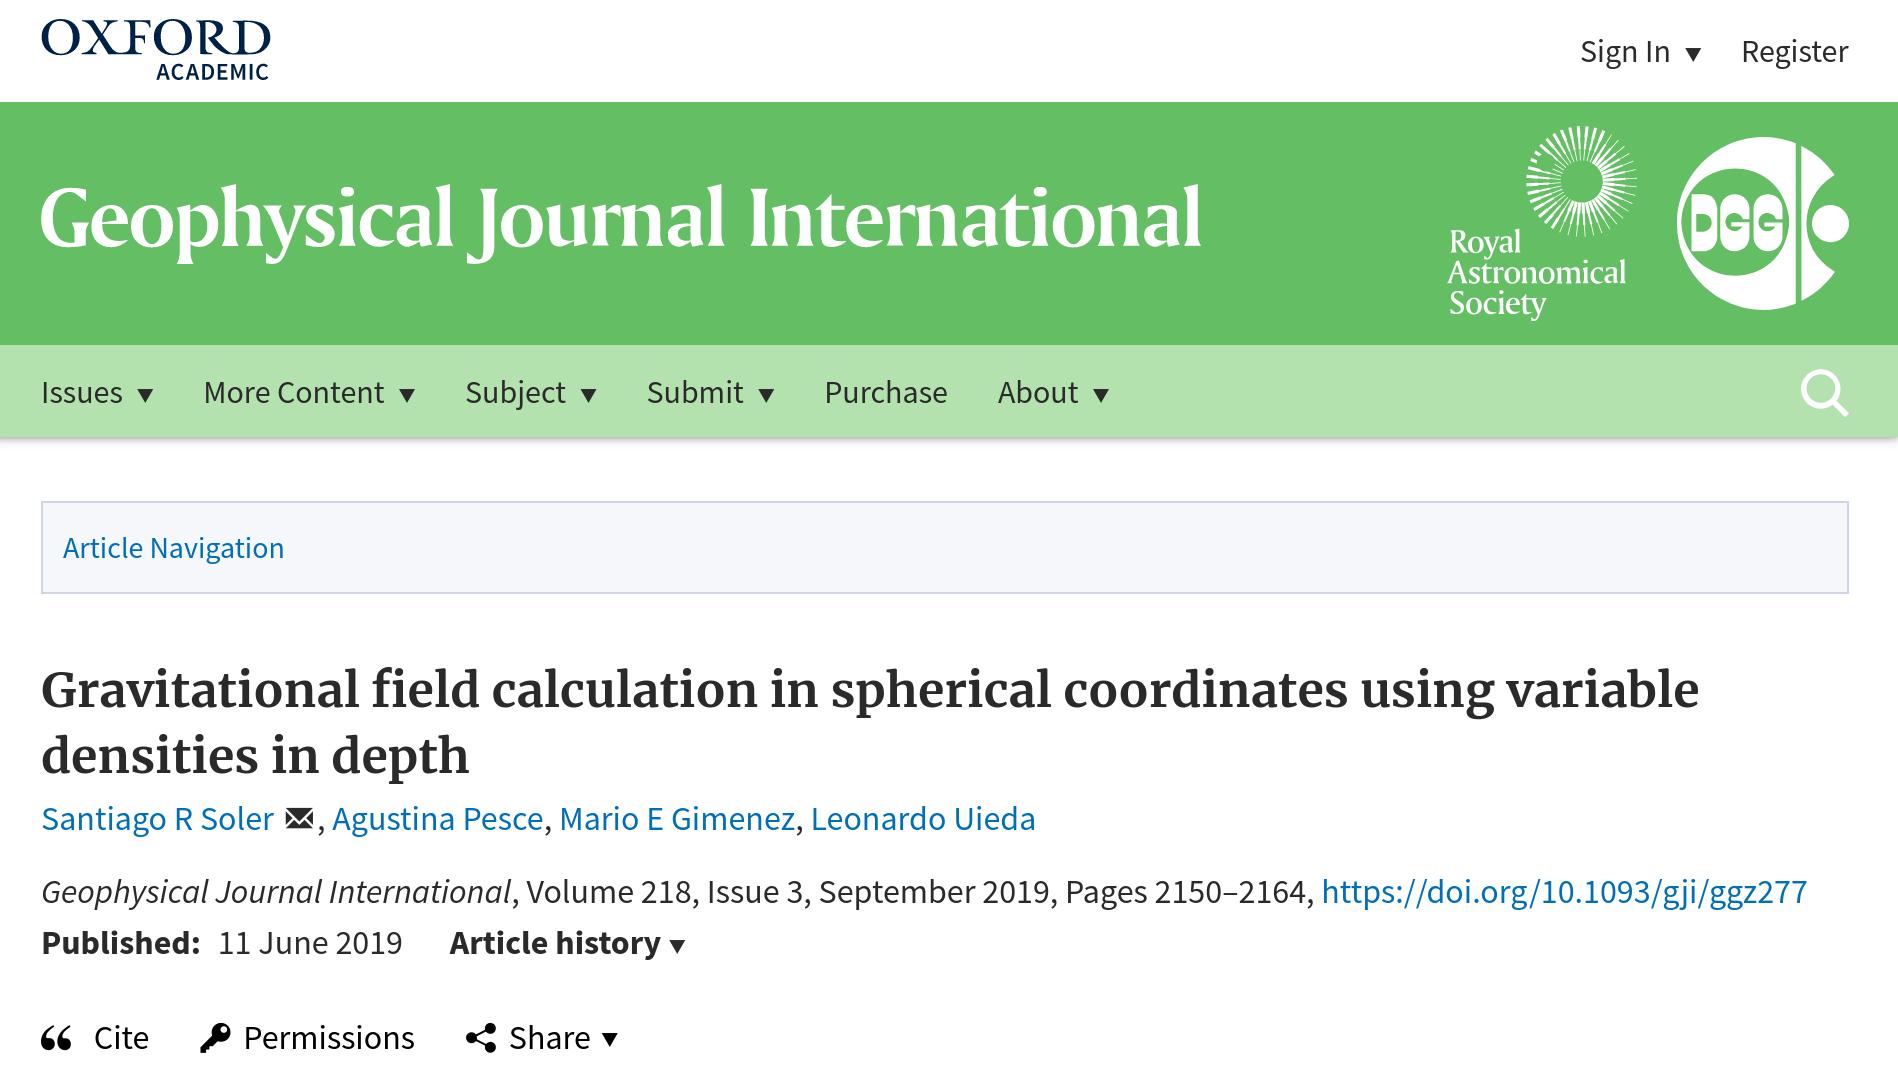 OXFORD
ACADEMIC
Sign In ▼ Register
Geophysical Journal International
Royal
Astronomical
Society
DGG
Issues ▼ More Content ▼ Subject ▼ Submit ▼ Purchase About ▼
Article Navigation
Gravitational field calculation in spherical coordinates using variable
densities in depth
Santiago R Soler, Agustina Pesce, Mario E Gimenez, Leonardo Uieda
Geophysical Journal International, Volume 218, Issue 3, September 2019, Pages 2150–2164, https://doi.org/10.1093/gji/ggz277
Published: 11 June 2019 Article history ▼
Cite Permissions Share ▼